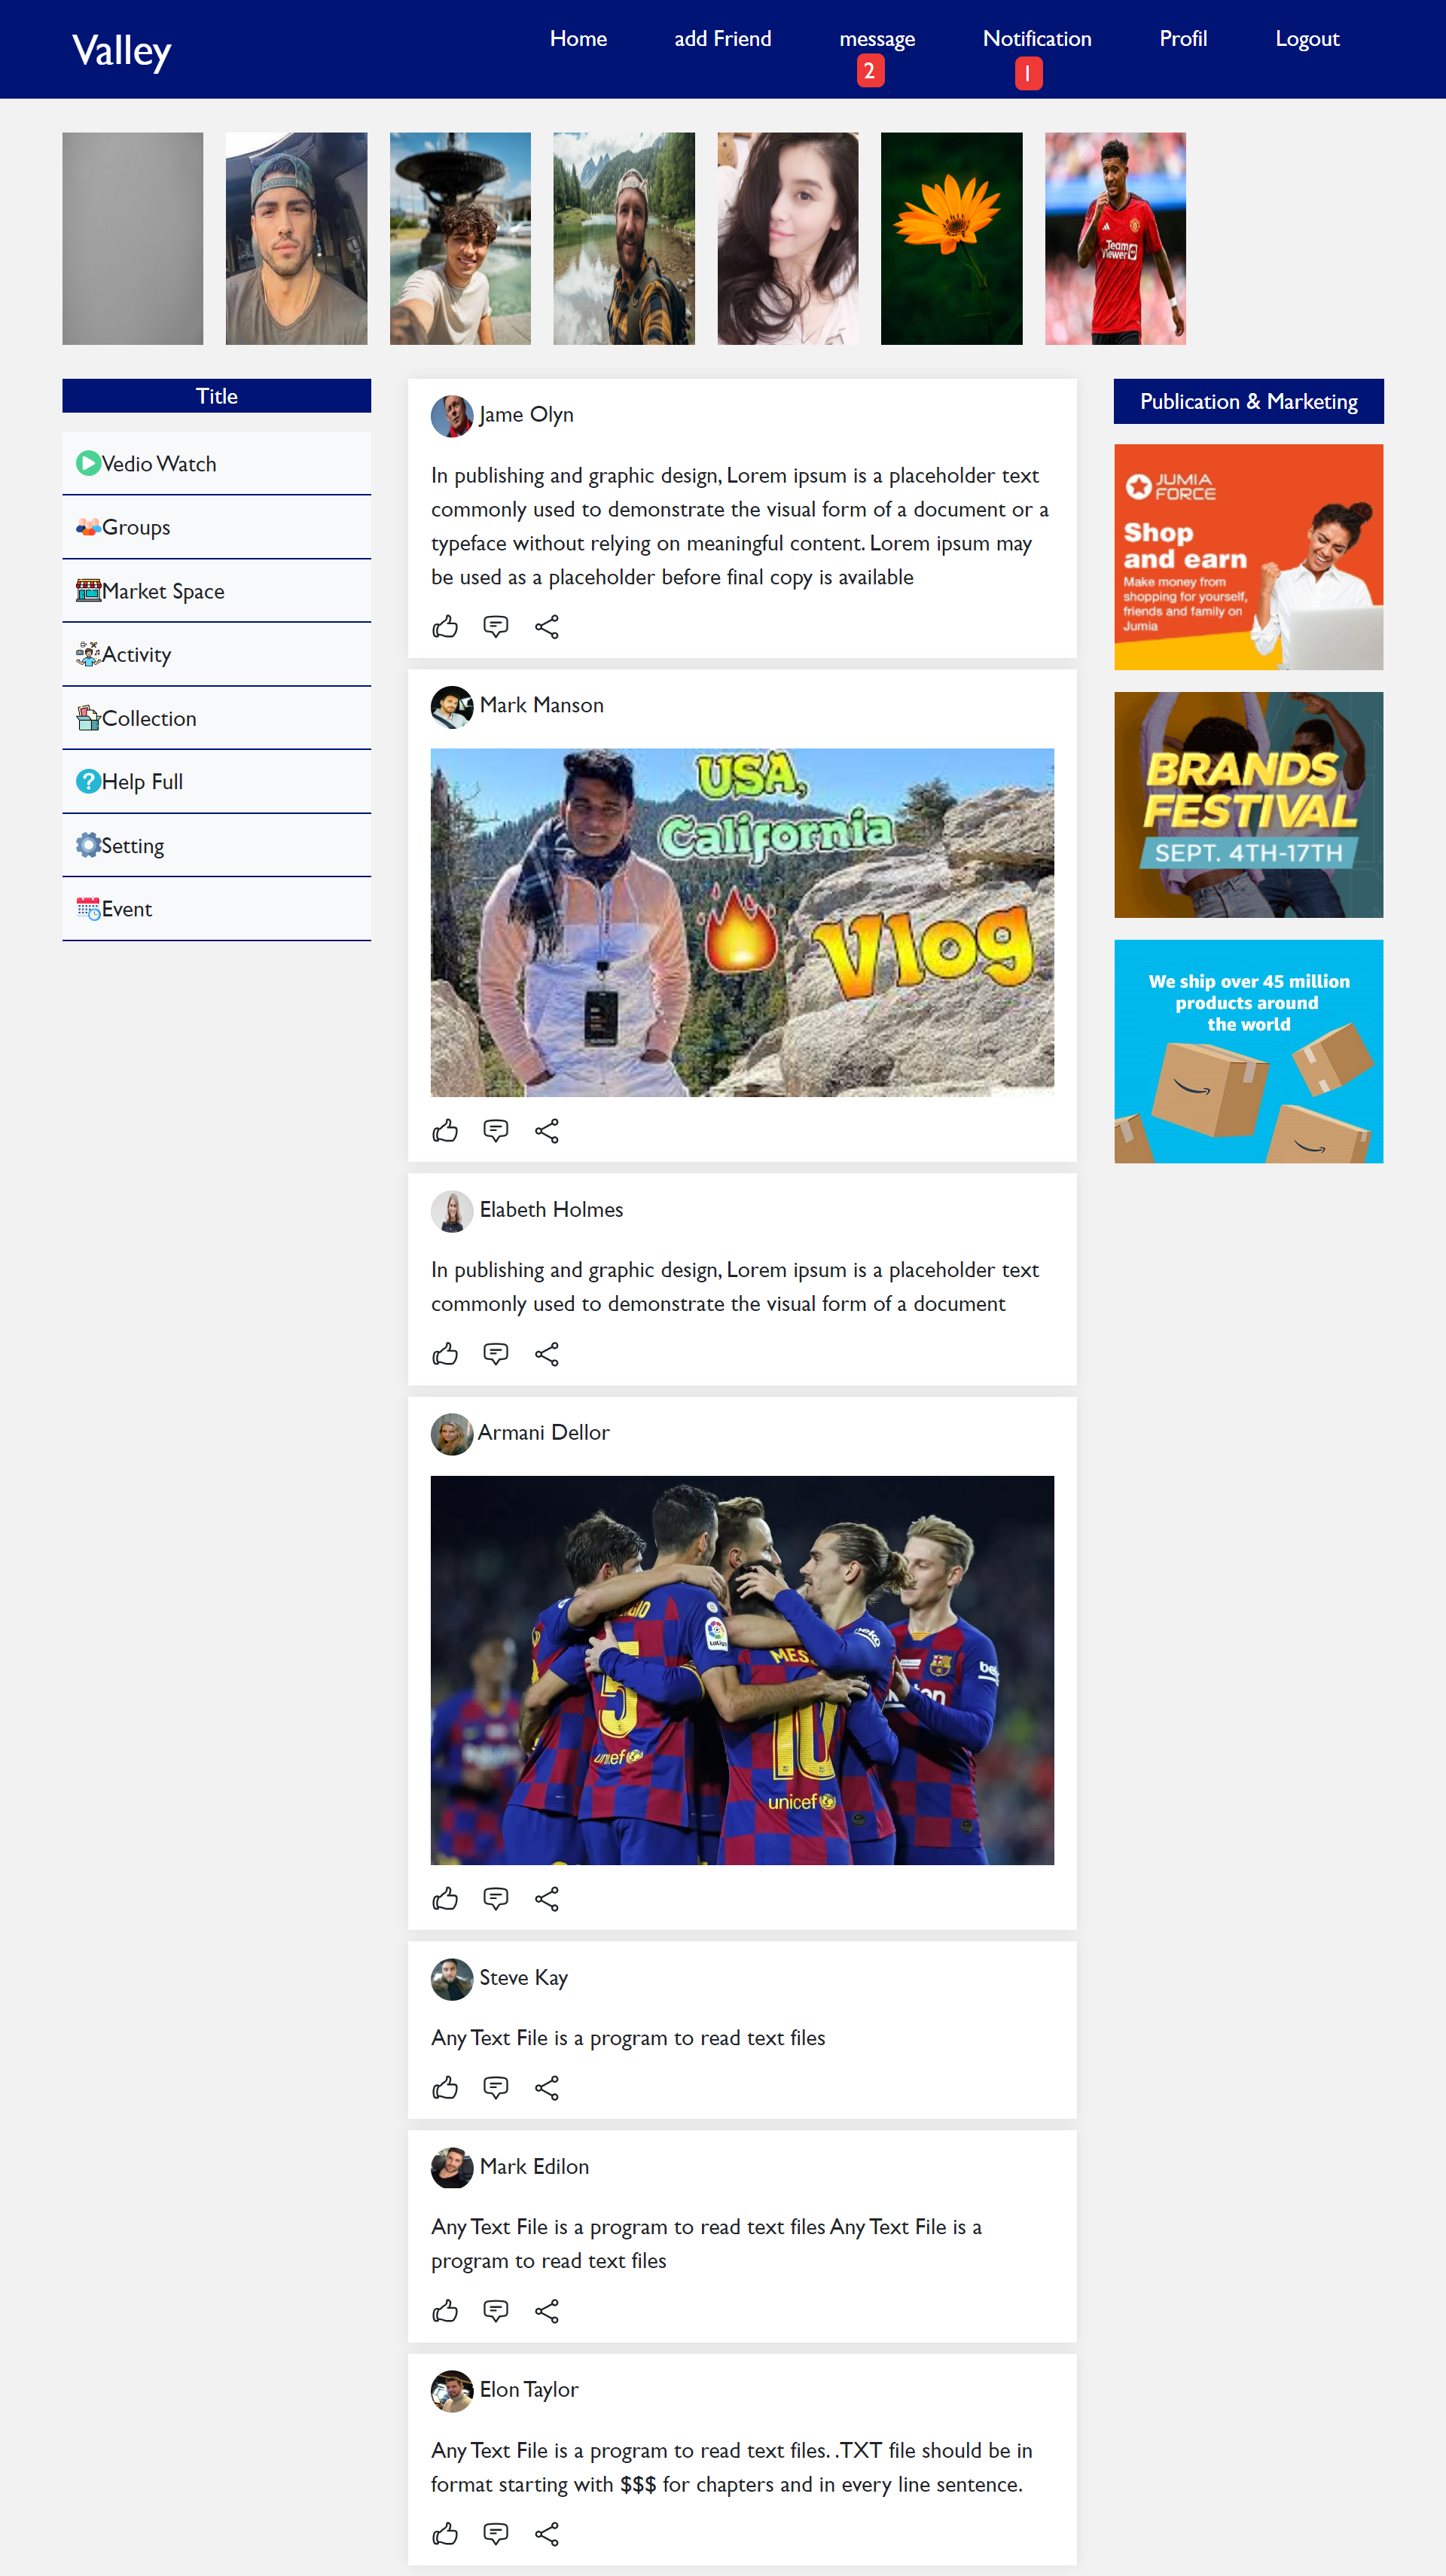 Valley
Home
add Friend
message
Notification
Profil
Logout
2
1
Team
Viewer
Title
Vedio Watch
Groups
Market Space
Activity
Collection
Help Full
Setting
Event
Jame Olyn
In publishing and graphic design, Lorem ipsum is a placeholder text
commonly used to demonstrate the visual form of a document or a
typeface without relying on meaningful content. Lorem ipsum may
be used as a placeholder before final copy is available
Mark Manson
USA,
California
Vlog
Elabeth Holmes
In publishing and graphic design, Lorem ipsum is a placeholder text
commonly used to demonstrate the visual form of a document
Armani Dellor
5
unicef
MES
10
unicef
beko
LaLiga
Steve Kay
Any Text File is a program to read text files
Mark Edilon
Any Text File is a program to read text files Any Text File is a
program to read text files
Elon Taylor
Any Text File is a program to read text files. .TXT file should be in
format starting with $$$ for chapters and in every line sentence.
Publication & Marketing
JUMIA
FORCE
Shop
and earn
Make money from
shopping for yourself,
friends and family on
Jumia
BRANDS
FESTIVAL
SEPT. 4TH-17TH
We ship over 45 million
products around
the world